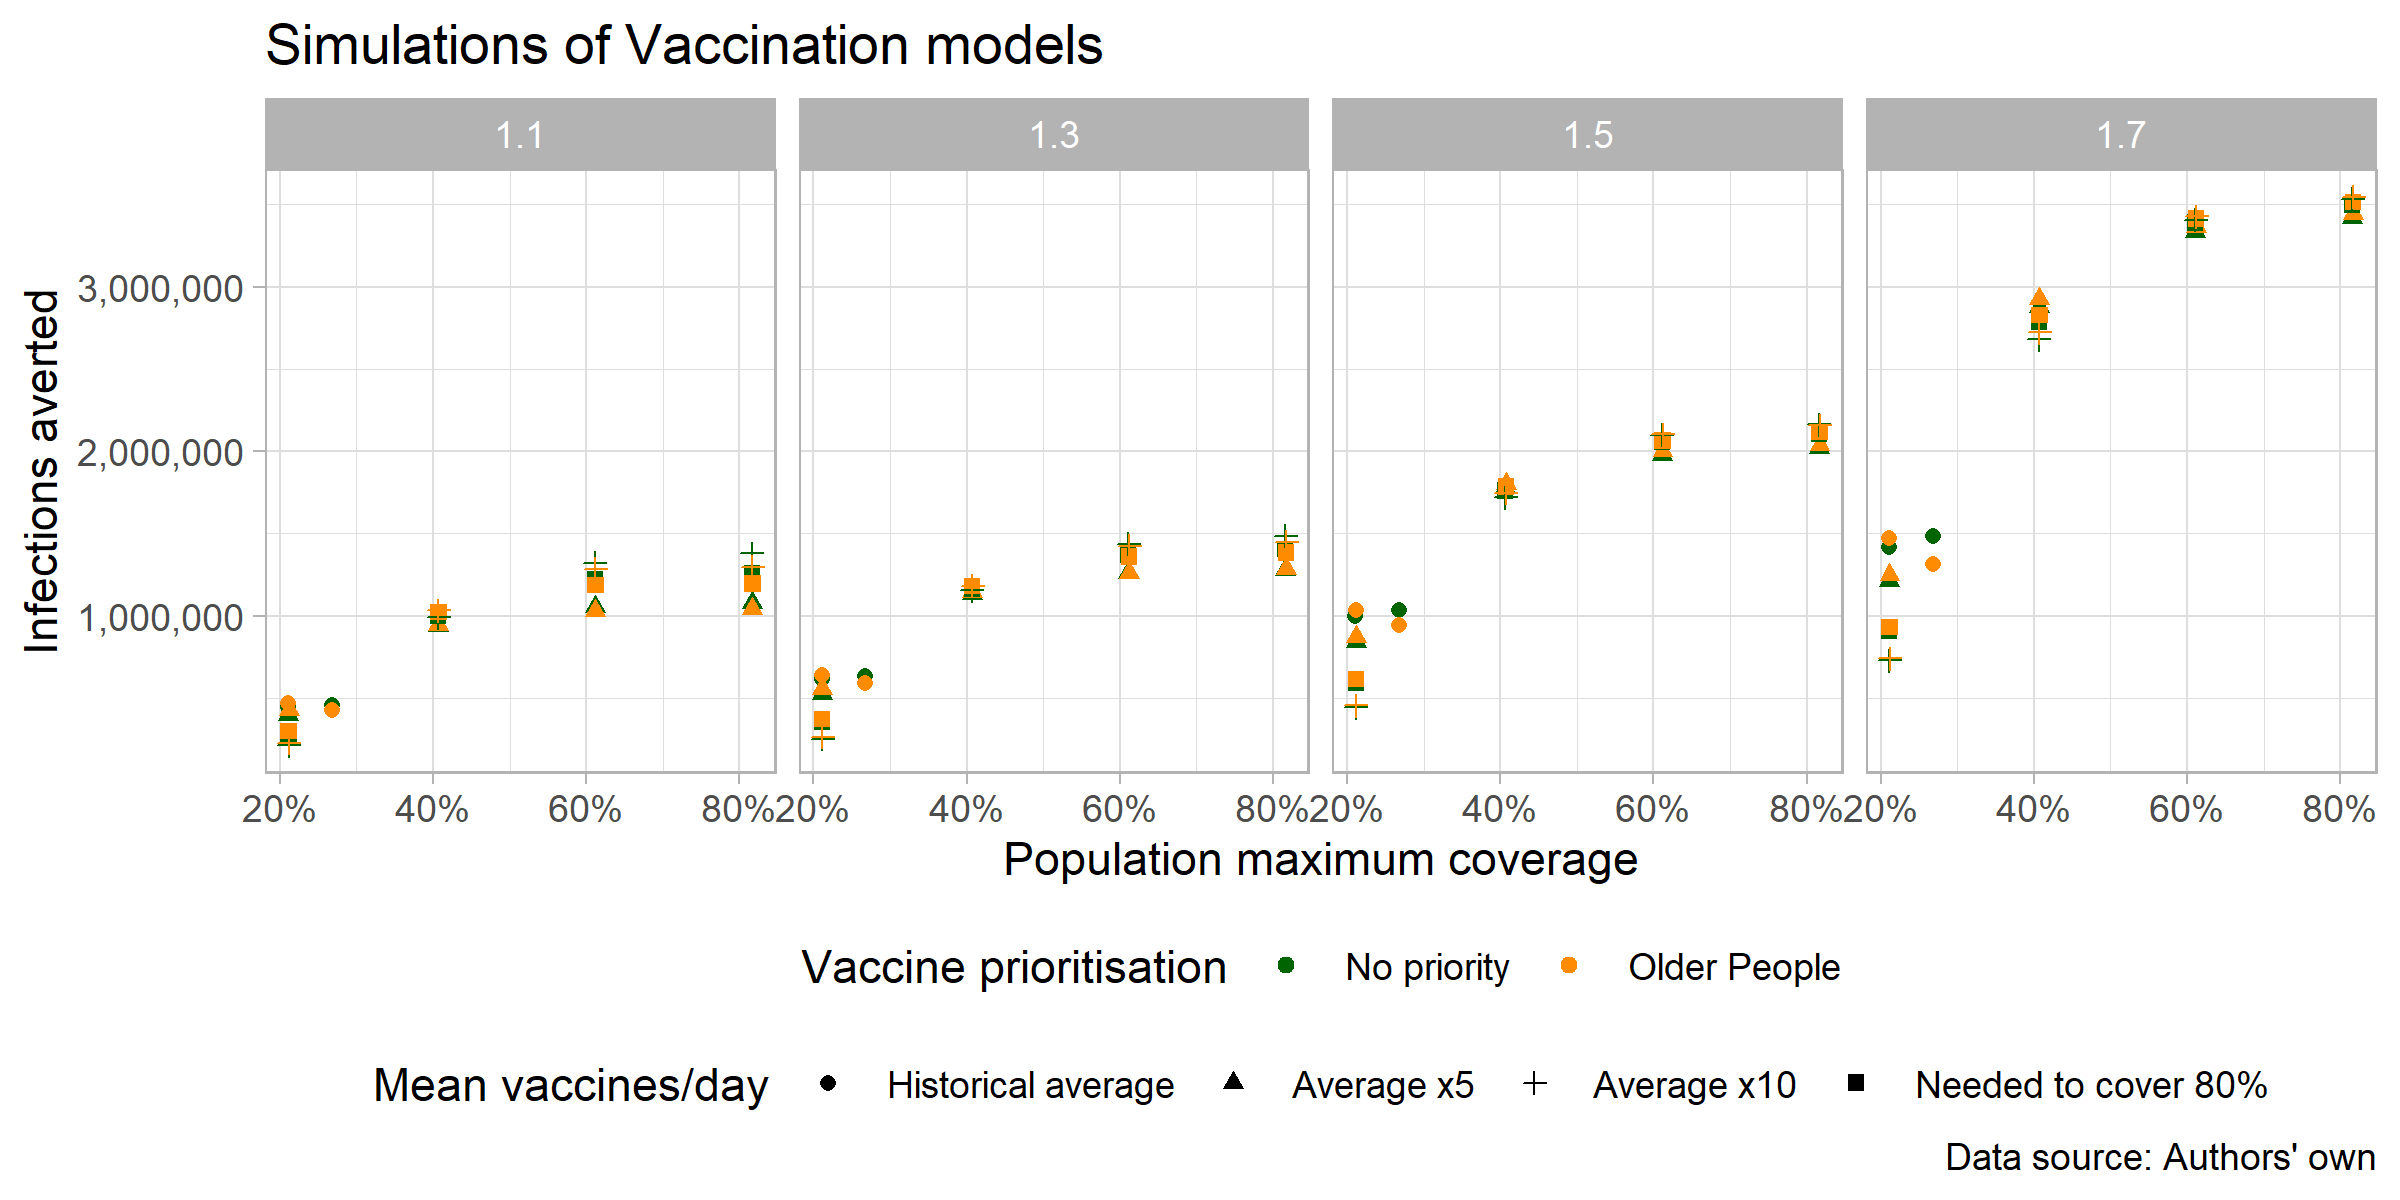 Simulations of Vaccination models
1.1 1.3 1.5 1.7
Infections averted
3,000,000
2,000,000
1,000,000
20% 40% 60% 80% 20% 40% 60% 80% 20% 40% 60% 80% 20% 40% 60% 80%
Population maximum coverage
Vaccine prioritisation No priority Older People
Mean vaccines/day Historical average Average x5 Average x10 Needed to cover 80%
Data source: Authors' own